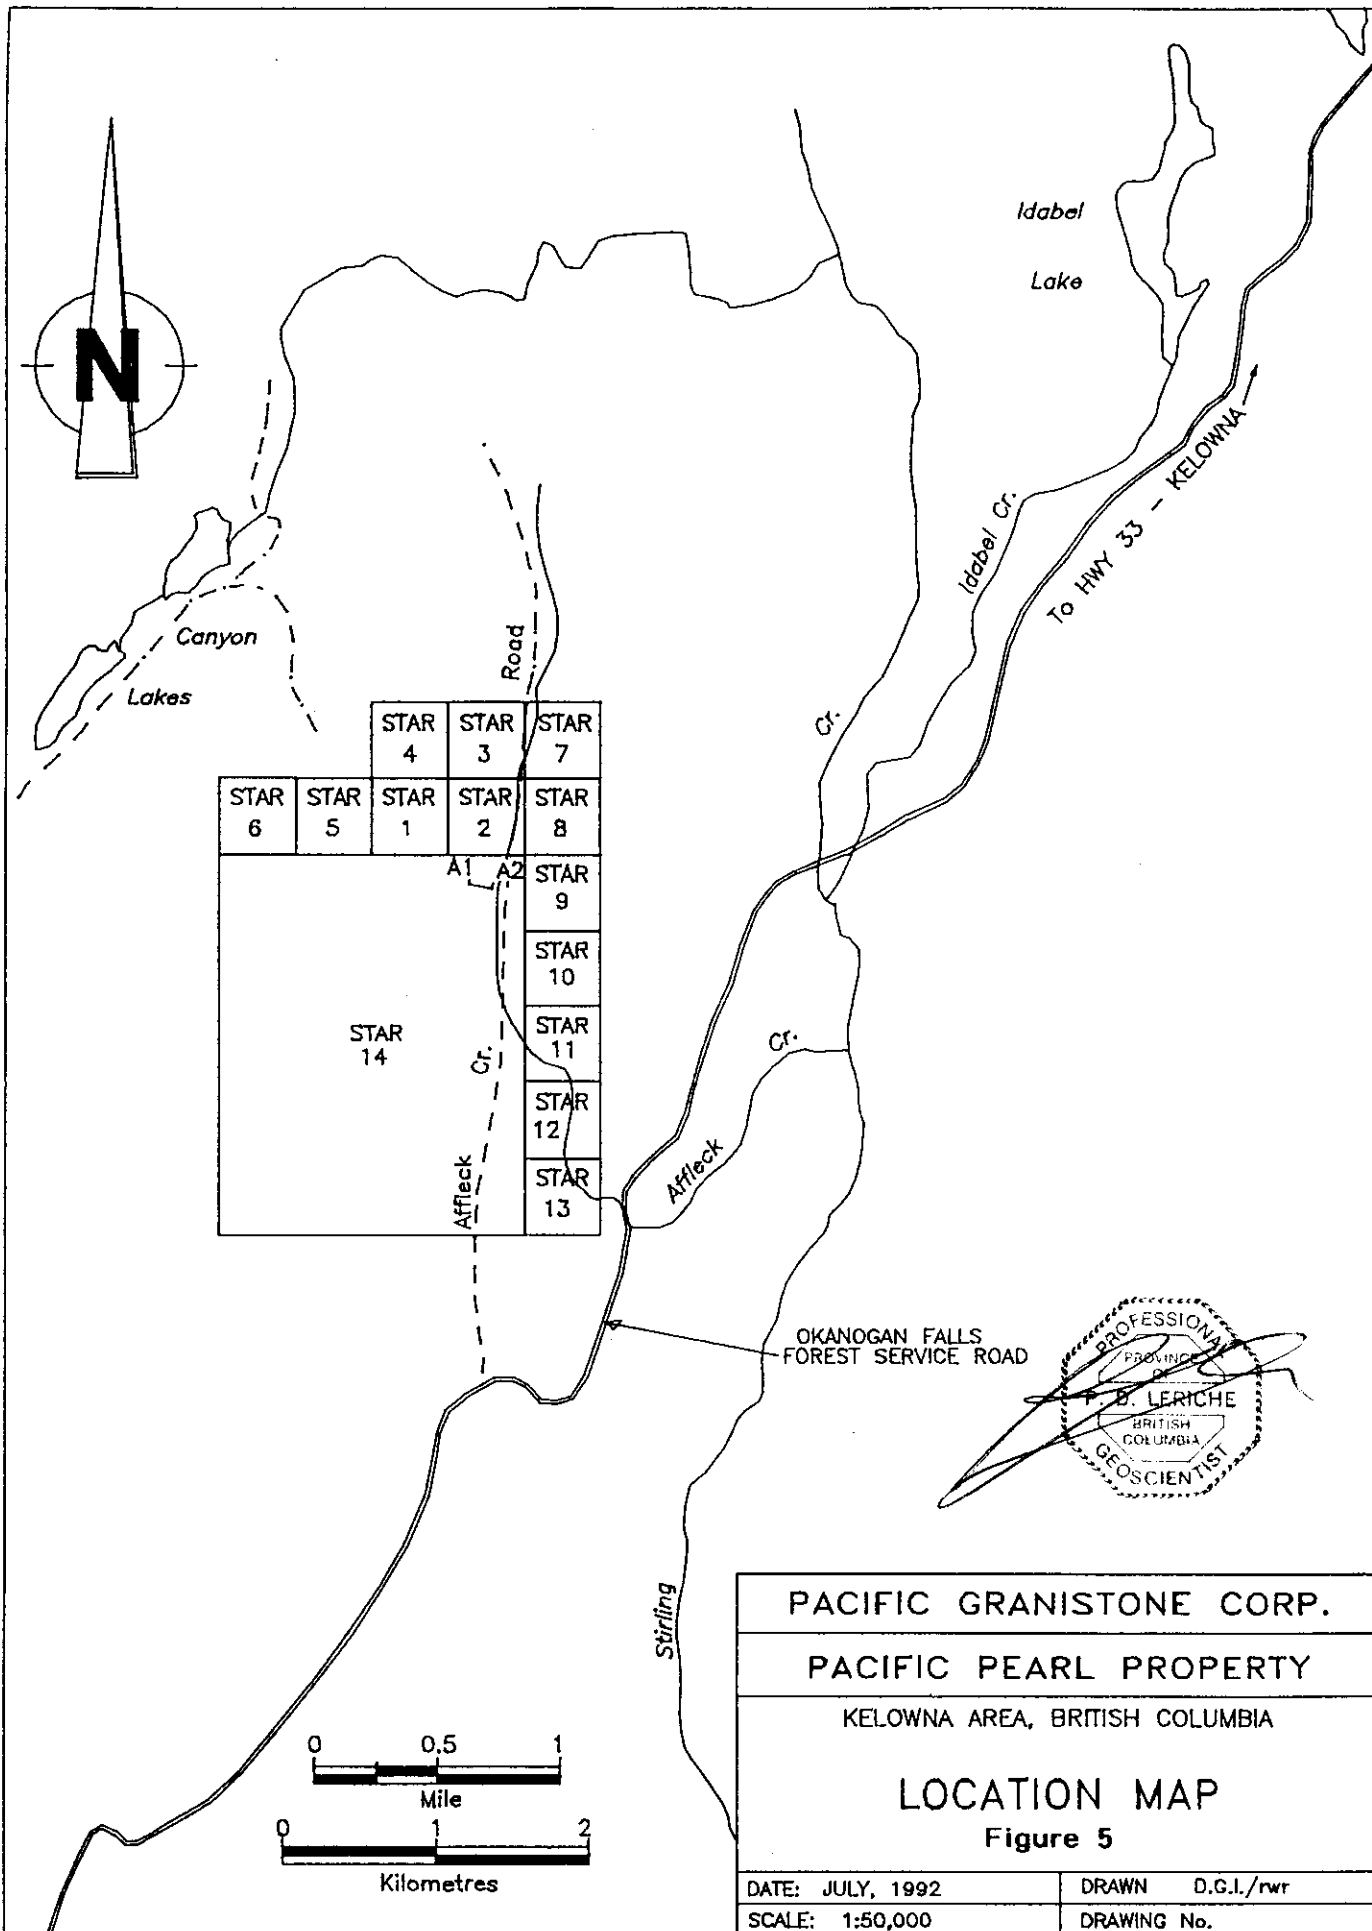 N
Idabel
Lake
Idabel Cr.
To HWY 33 - KELOWNA
Canyon
Lakes
Road
Cr.
STAR
4
STAR
3
STAR
7
STAR
6
STAR
5
STAR
1
STAR
2
STAR
8
A1
A2
STAR
9
STAR
10
STAR
11
STAR
12
STAR
13
STAR
14
Affleck Cr.
Affleck Cr.
OKANOGAN FALLS
FOREST SERVICE ROAD
PROFESSIONAL
PROVINCE
OF
P. D. LERICHE
BRITISH
COLUMBIA
GEOSCIENTIST
Stirling
0 0.5 1
Mile
0 1 2
Kilometres
PACIFIC GRANISTONE CORP.
PACIFIC PEARL PROPERTY
KELOWNA AREA, BRITISH COLUMBIA
LOCATION MAP
Figure 5
DATE: JULY, 1992
DRAWN D.G.I./rwr
SCALE: 1:50,000
DRAWING No.